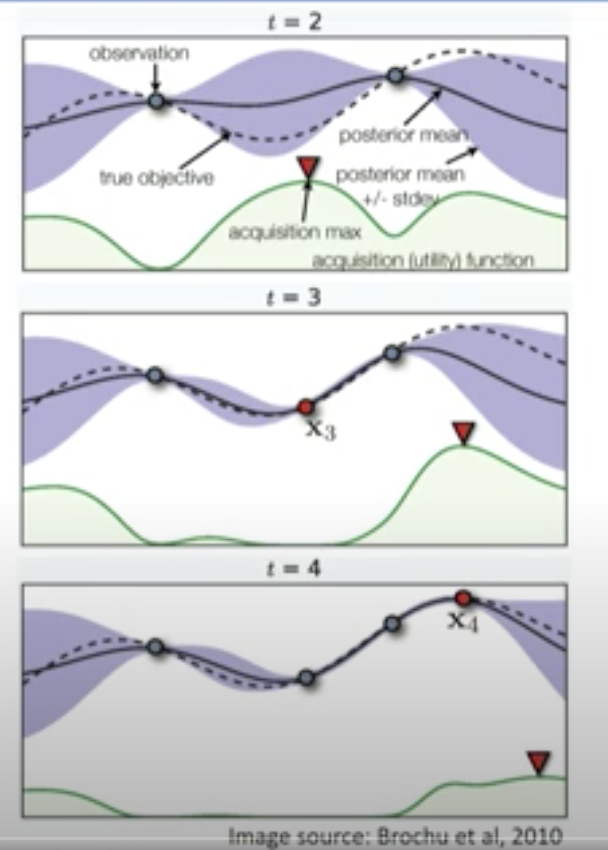 t = 2
observation
posterior mean
true objective
posterior mean
+/- stdev
acquisition max
acquisition (utility) function
t = 3
x₃
t = 4
x₄
Image source: Brochu et al, 2010